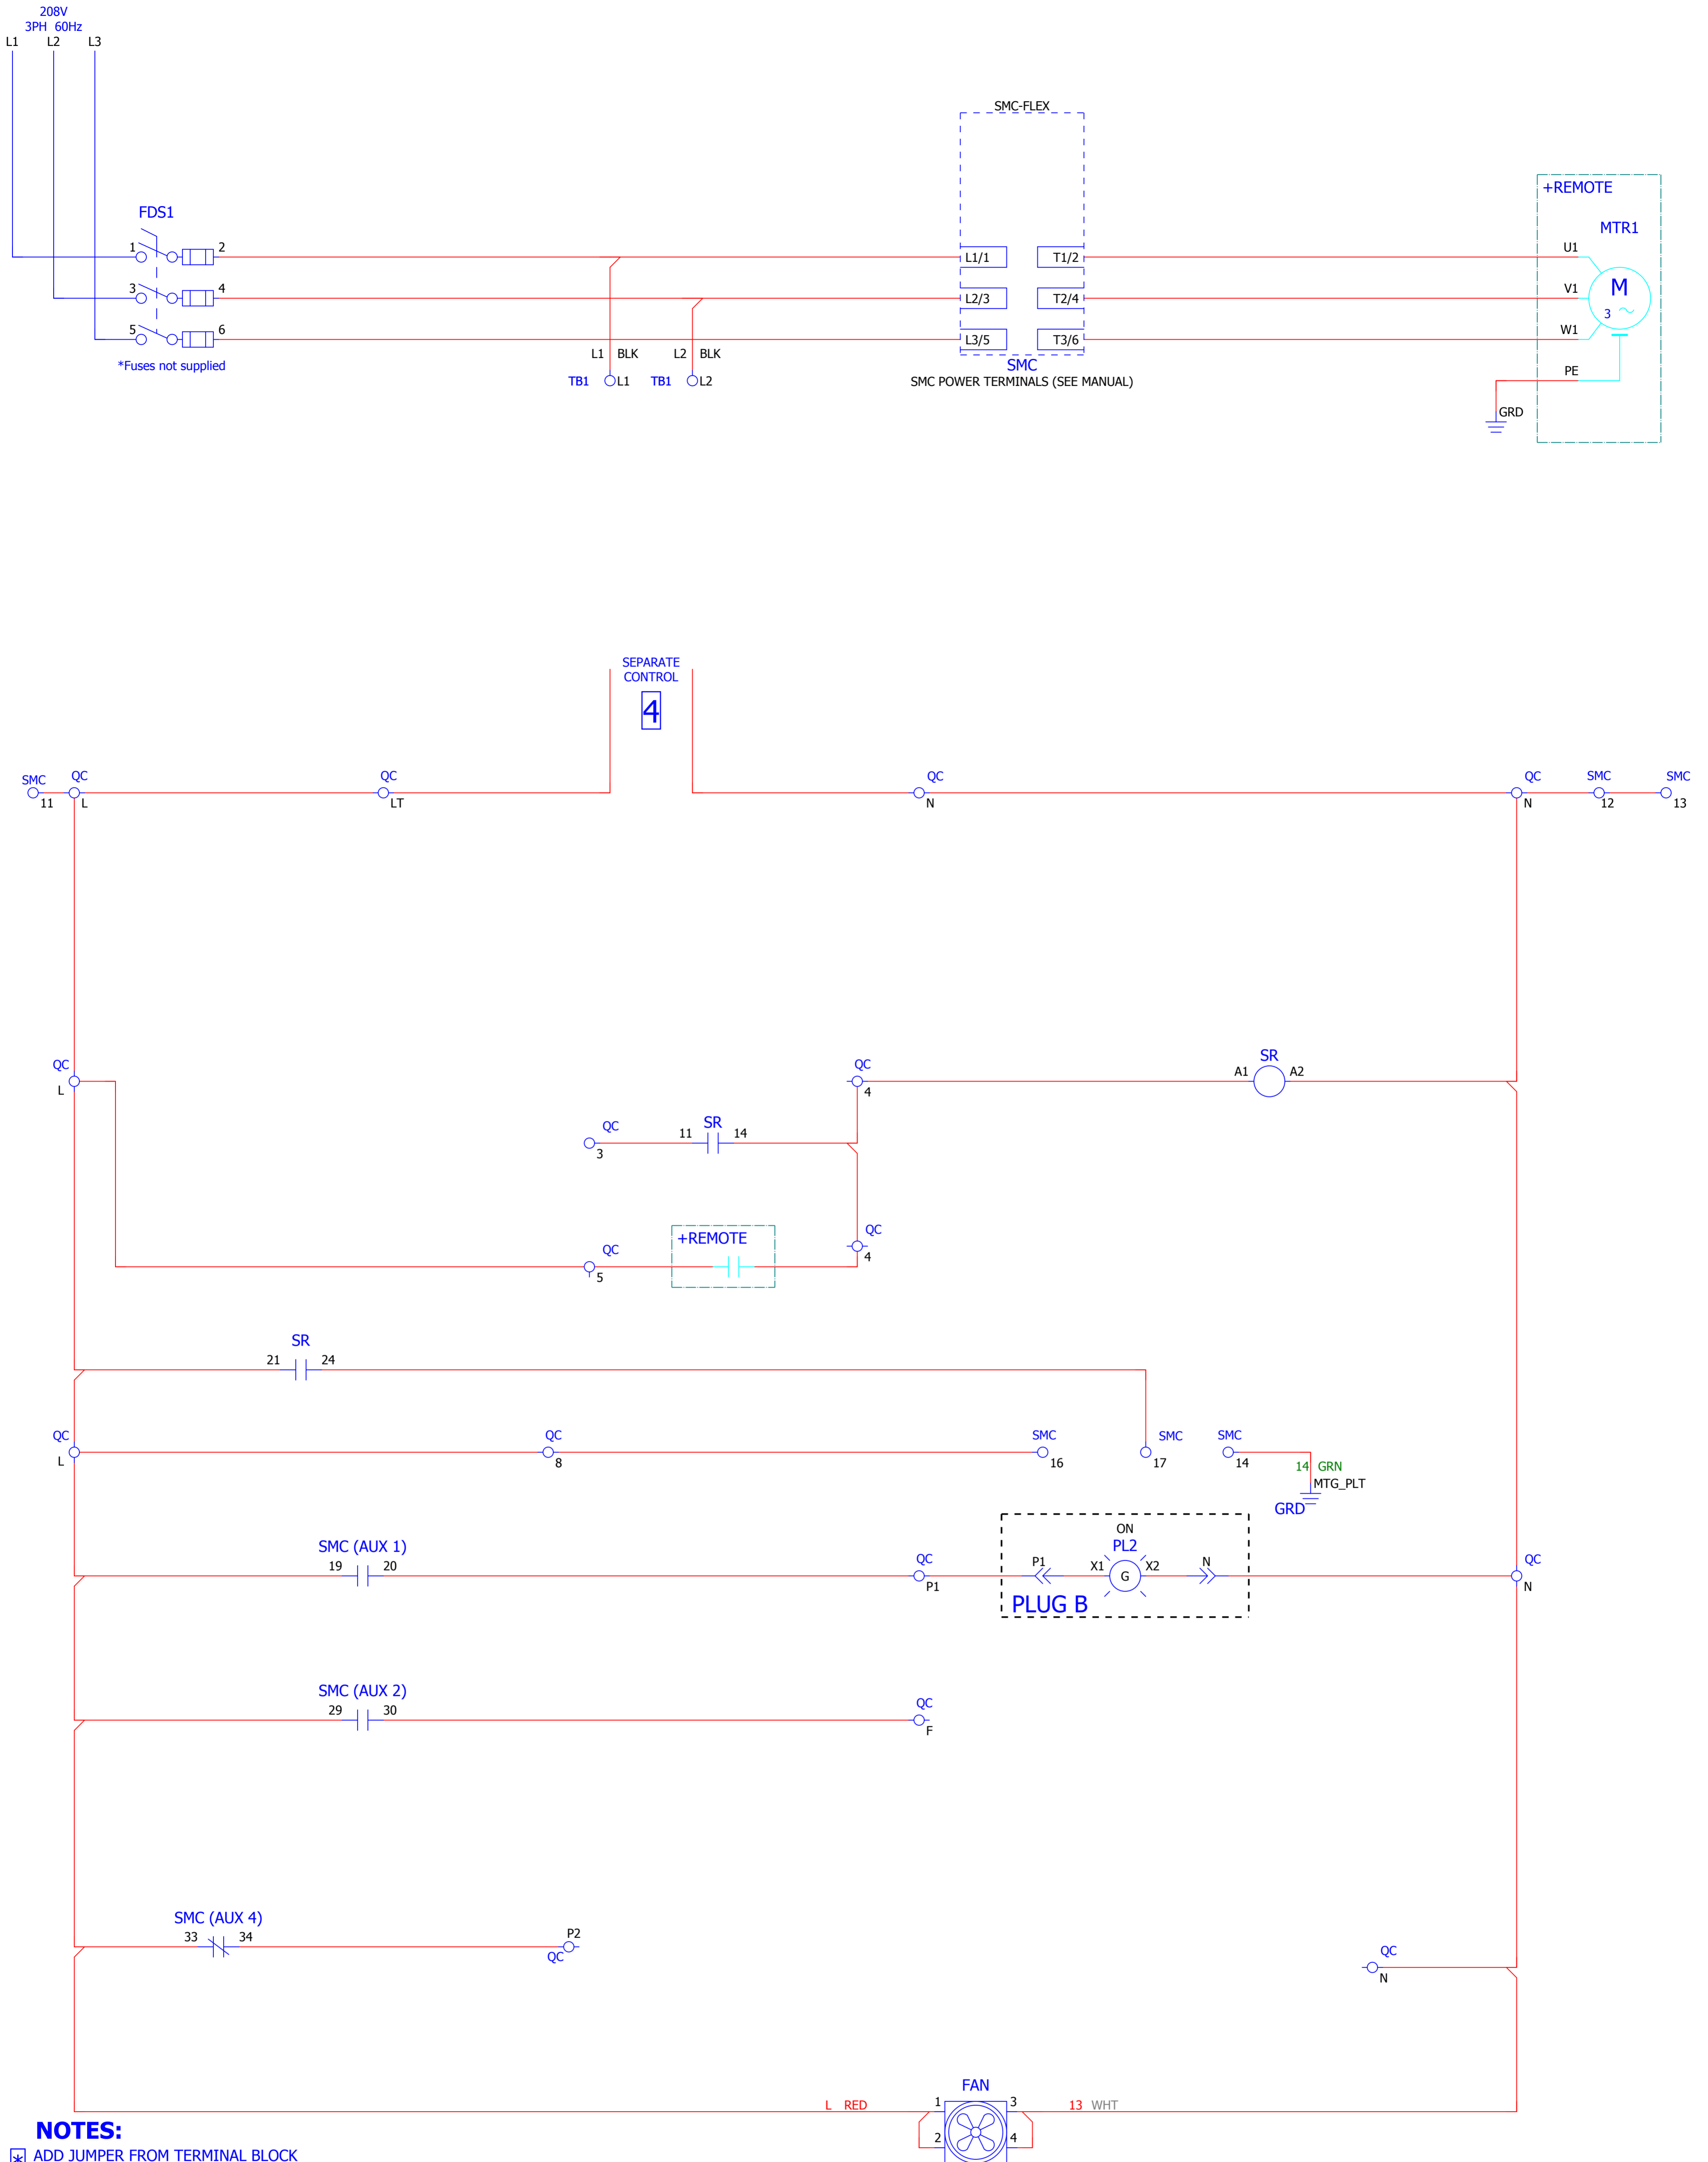 208V
3PH 60Hz
L1 L2 L3
SMC-FLEX
+REMOTE
FDS1
MTR1
1 2 L1/1 T1/2 U1
3 4 L2/3 T2/4 V1 M
3 ~
5 6 L3/5 T3/6 W1
L1 BLK L2 BLK
*Fuses not supplied
SMC
TB1 L1 TB1 L2 SMC POWER TERMINALS (SEE MANUAL)
PE
GRD
SEPARATE
CONTROL
4
SMC QC QC QC QC SMC SMC
11 L LT N N 12 13
SR
QC QC A1 A2
L 4
SR
QC 11 14
3
+REMOTE QC
QC 4
5
SR
21 24
QC QC SMC SMC SMC
L 8 16 17 14
14 GRN
MTG_PLT
GRD
ON
SMC (AUX 1) PL2
19 20 QC P1 X1 X2 N QC
G
P1 N
PLUG B
SMC (AUX 2)
29 30 QC
F
SMC (AUX 4)
33 34 P2
QC
QC
N
FAN
L RED 1 3 13 WHT
2 4
NOTES:
* ADD JUMPER FROM TERMINAL BLOCK